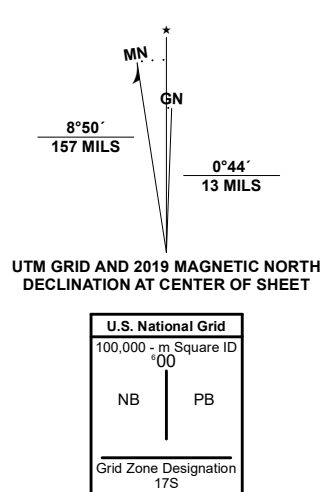 ★
MN
GN
8°50´
157 MILS
0°44´
13 MILS
UTM GRID AND 2019 MAGNETIC NORTH
DECLINATION AT CENTER OF SHEET
U.S. National Grid
100,000 - m Square ID
⁶00
NB PB
Grid Zone Designation
17S